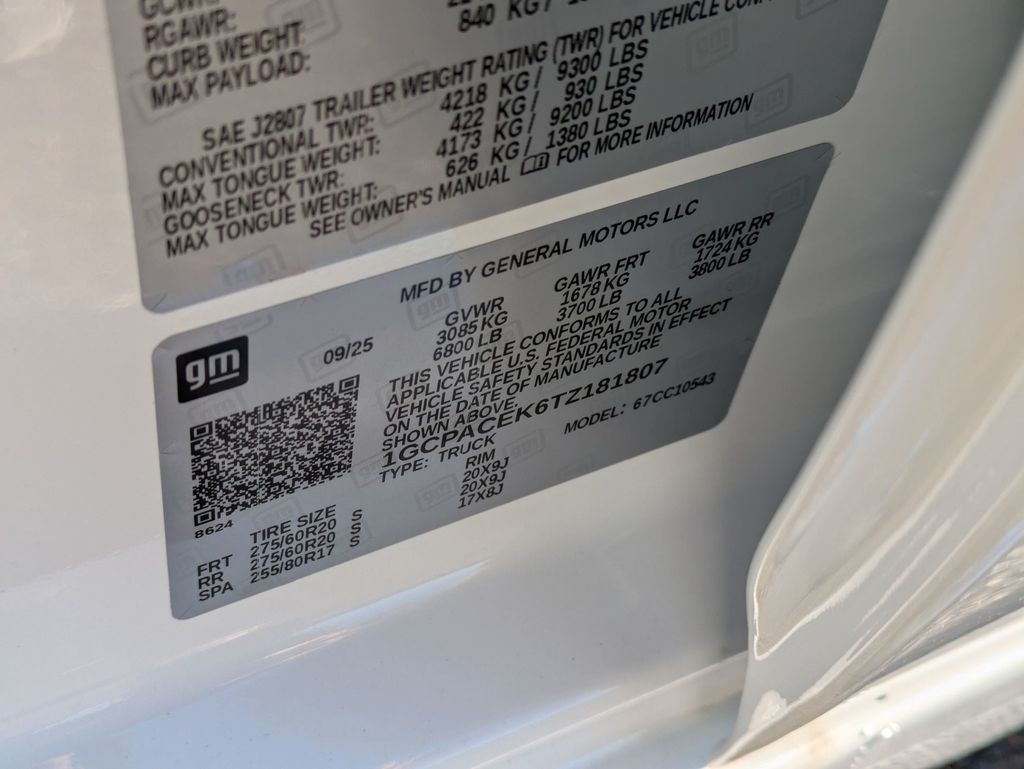 GCWR:
RGAWR:
CURB WEIGHT:
MAX PAYLOAD: 840 KG/
SAE J2807 TRAILER WEIGHT RATING (TWR) FOR VEHICLE
CONVENTIONAL TWR: 4218 KG/ 9300 LBS
MAX TONGUE WEIGHT: 422 KG/ 930 LBS
GOOSENECK TWR: 4173 KG/ 9200 LBS
MAX TONGUE WEIGHT: 626 KG/ 1380 LBS
SEE OWNER'S MANUAL FOR MORE INFORMATION
MFD BY GENERAL MOTORS LLC
gm
09/25
GVWR GAWR FRT GAWR RR
3085 KG 1678 KG 1724 KG
6800 LB 3700 LB 3800 LB
THIS VEHICLE CONFORMS TO ALL
APPLICABLE U.S. FEDERAL MOTOR
VEHICLE SAFETY STANDARDS IN EFFECT
ON THE DATE OF MANUFACTURE
SHOWN ABOVE.
1GCPACEK6TZ181807
TYPE: TRUCK MODEL: 67CC10543
8624
TIRE SIZE RIM
FRT 275/60R20 S 20X9J
RR 275/60R20 S 20X9J
SPA 255/80R17 S 17X8J